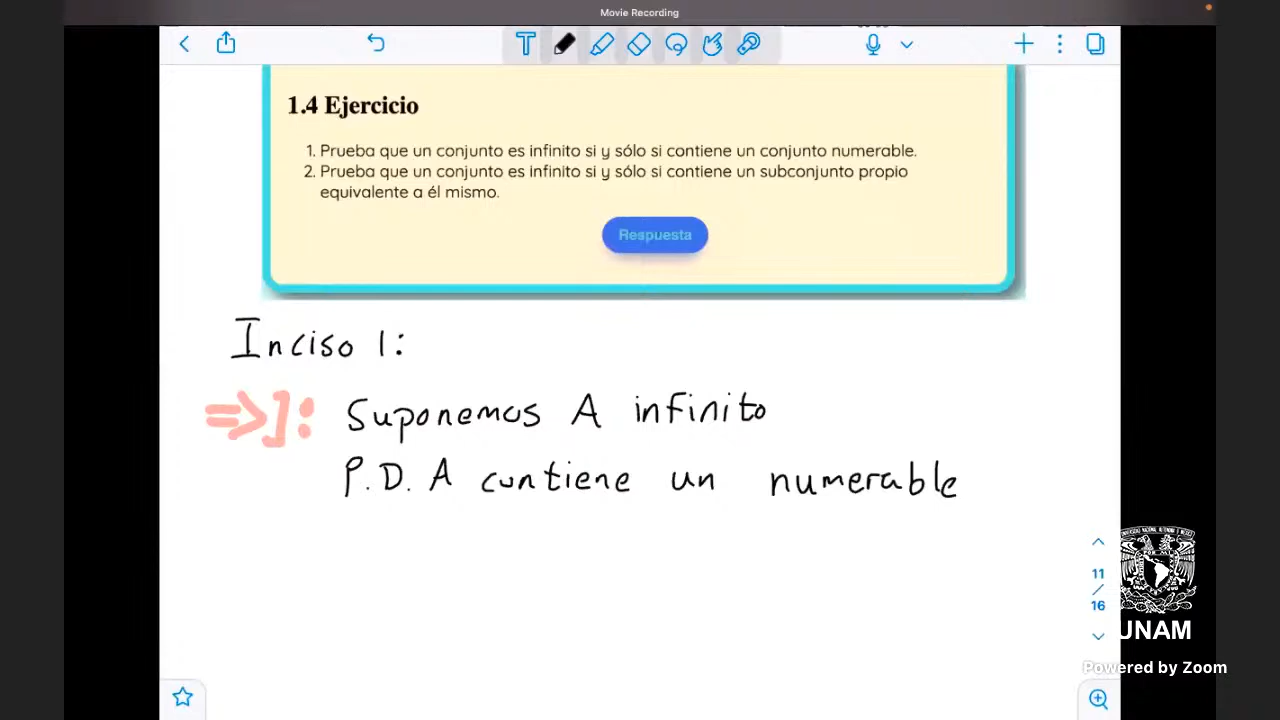 Movie Recording
1.4 Ejercicio
1. Prueba que un conjunto es infinito si y sólo si contiene un conjunto numerable.
2. Prueba que un conjunto es infinito si y sólo si contiene un subconjunto propio
equivalente a él mismo.
Respuesta
Inciso 1:
=>]: Suponemos A infinito
P.D. A contiene un numerable
11
/
16
UNAM
Powered by Zoom